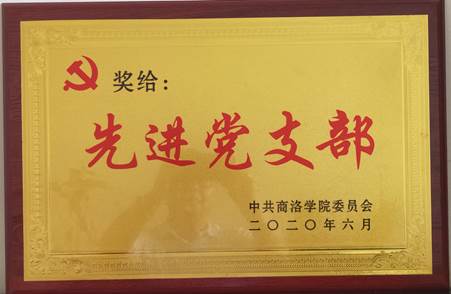 奖给：
先进党支部
中共商洛学院委员会
二〇二〇年六月